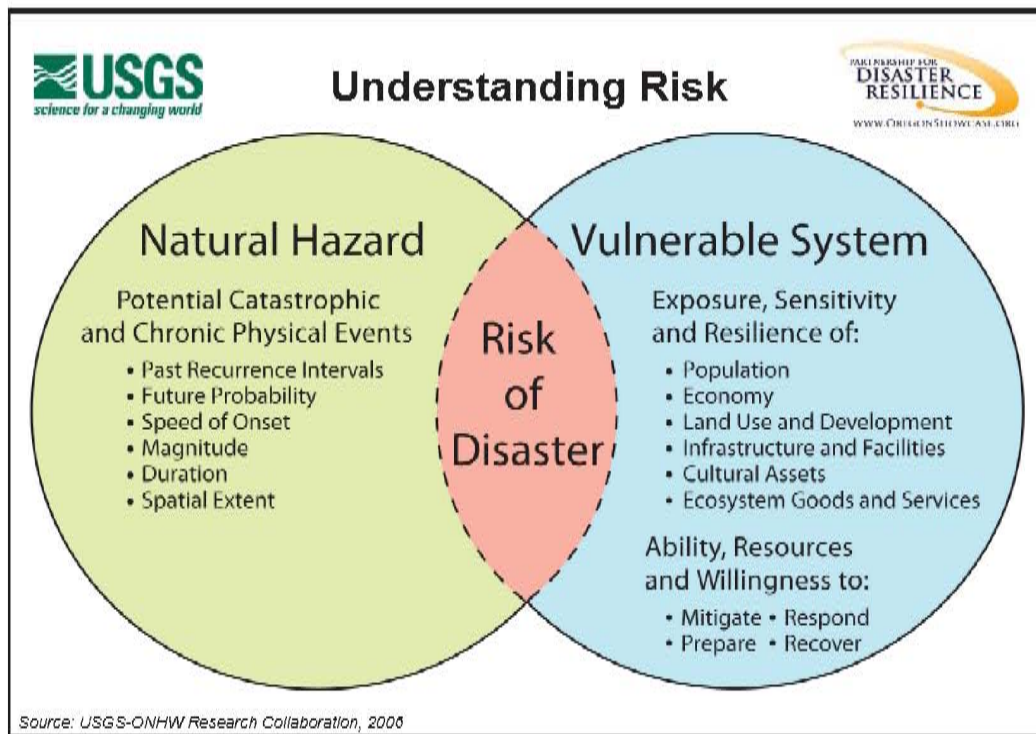 USGS
science for a changing world
Understanding Risk
PARTNERSHIP FOR
DISASTER
RESILIENCE
WWW.OREGONSHOWCASE.ORG
Natural Hazard
Potential Catastrophic
and Chronic Physical Events
• Past Recurrence Intervals
• Future Probability
• Speed of Onset
• Magnitude
• Duration
• Spatial Extent
Risk
of
Disaster
Vulnerable System
Exposure, Sensitivity
and Resilience of:
• Population
• Economy
• Land Use and Development
• Infrastructure and Facilities
• Cultural Assets
• Ecosystem Goods and Services
Ability, Resources
and Willingness to:
• Mitigate • Respond
• Prepare • Recover
Source: USGS-ONHW Research Collaboration, 2006